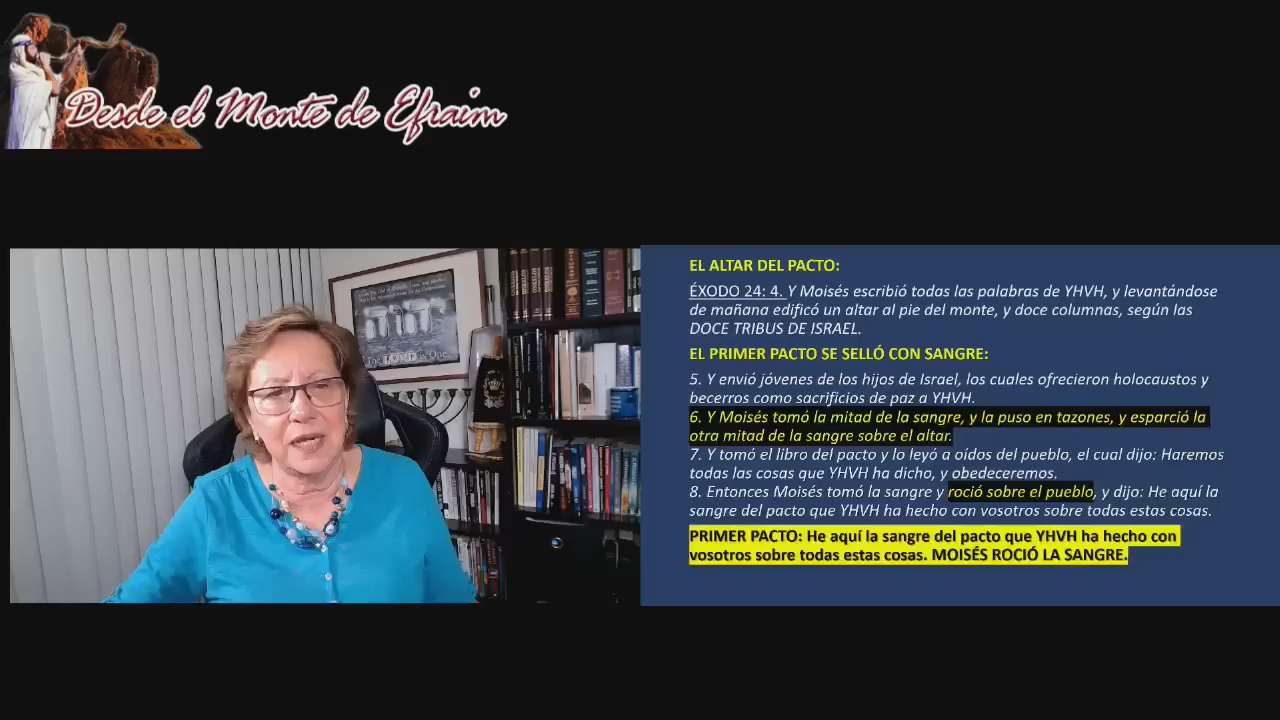 Desde el Monte de Efraim
The LORD is One.
EL ALTAR DEL PACTO:
ÉXODO 24: 4. Y Moisés escribió todas las palabras de YHVH, y levantándose
de mañana edificó un altar al pie del monte, y doce columnas, según las
DOCE TRIBUS DE ISRAEL.
EL PRIMER PACTO SE SELLÓ CON SANGRE:
5. Y envió jóvenes de los hijos de Israel, los cuales ofrecieron holocaustos y
becerros como sacrificios de paz a YHVH.
6. Y Moisés tomó la mitad de la sangre, y la puso en tazones, y esparció la
otra mitad de la sangre sobre el altar.
7. Y tomó el libro del pacto y lo leyó a oídos del pueblo, el cual dijo: Haremos
todas las cosas que YHVH ha dicho, y obedeceremos.
8. Entonces Moisés tomó la sangre y roció sobre el pueblo, y dijo: He aquí la
sangre del pacto que YHVH ha hecho con vosotros sobre todas estas cosas.
PRIMER PACTO: He aquí la sangre del pacto que YHVH ha hecho con
vosotros sobre todas estas cosas. MOISÉS ROCIÓ LA SANGRE.